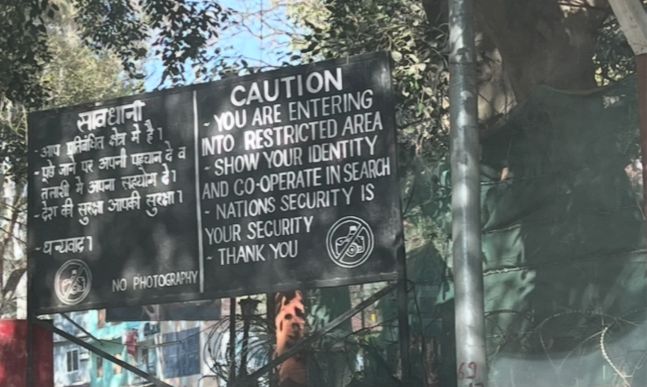 सावधानी
- आप प्रतिबंधित क्षेत्र मे है।
- पुछे जाने पर अपनी पहचान दे व
तलाशी मे अपना सहयोग दे।
- देश की सुरक्षा आपकी सुरक्षा।
- धन्यवाद।
NO PHOTOGRAPHY
CAUTION
- YOU ARE ENTERING
INTO RESTRICTED AREA
- SHOW YOUR IDENTITY
AND CO-OPERATE IN SEARCH
- NATIONS SECURITY IS
YOUR SECURITY
- THANK YOU
69